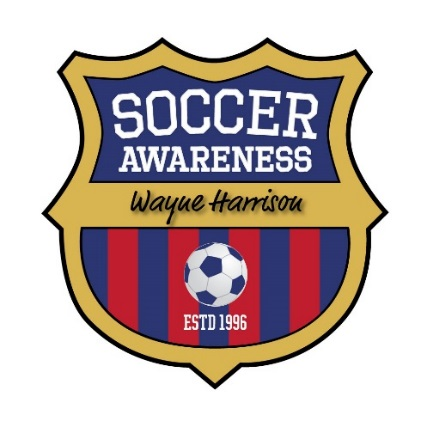 SOCCER
AWARENESS
Wayne Harrison
ESTD 1996